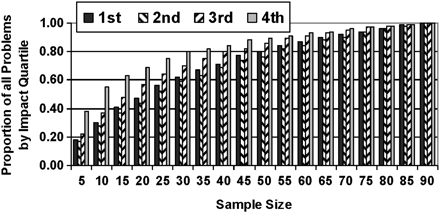 Proportion of all Problems
by Impact Quartile
1st 2nd 3rd 4th
1.00
0.80
0.60
0.40
0.20
0.00
5 10 15 20 25 30 35 40 45 50 55 60 65 70 75 80 85 90
Sample Size